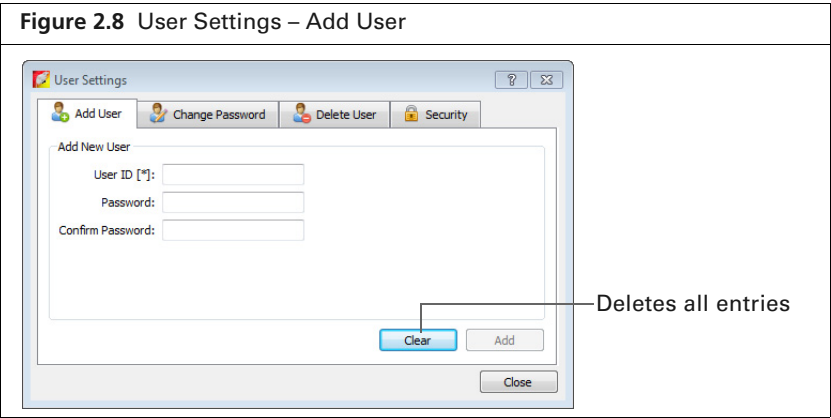 Figure 2.8 User Settings – Add User
User Settings
Add User Change Password Delete User Security
Add New User
User ID [*]:
Password:
Confirm Password:
Deletes all entries
Clear Add
Close